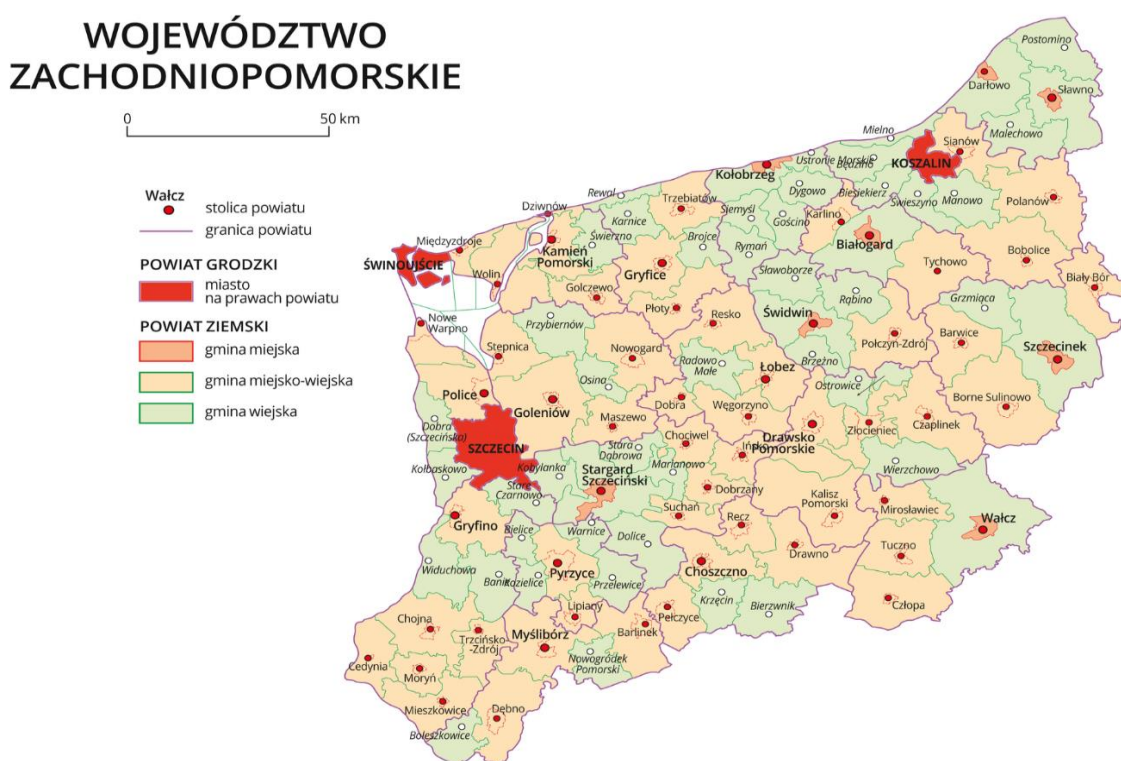 WOJEWÓDZTWO
ZACHODNIOPOMORSKIE
0 50 km
Wałcz
stolica powiatu
granica powiatu
POWIAT GRODZKI
miasto
na prawach powiatu
POWIAT ZIEMSKI
gmina miejska
gmina miejsko-wiejska
gmina wiejska
Postomino
Darłowo
Sławno
Malechowo
Mielno
Sianów
KOSZALIN
Ustronie Morskie
Będzino
Kołobrzeg
Dygowo
Biesiekierz
Świeszyno
Manowo
Polanów
Rewal
Trzebiatów
Dziwnów
Karnice
Siemyśl
Gościno
Karlino
Białogard
Międzyzdroje
Kamień
Pomorski
Świerzno
Brojce
Rymań
Bobolice
ŚWINOUJŚCIE
Wolin
Gryfice
Tychowo
Biały Bór
Golczewo
Sławoborze
Rąbino
Grzmiąca
Nowe
Warpno
Przybiernów
Płoty
Resko
Świdwin
Połczyn-Zdrój
Barwice
Szczecinek
Stepnica
Nowogard
Radowo
Małe
Łobez
Brzeżno
Ostrowice
Osina
Police
Goleniów
Dobra
Węgorzyno
Borne Sulinowo
Dobra
(Szczecińska)
Maszewo
Chociwel
Drawsko
Pomorskie
Złocieniec
Czaplinek
SZCZECIN
Stara
Dąbrowa
Ińsko
Kołbaskowo
Kobylanka
Stargard
Szczeciński
Marianowo
Wierzchowo
Stare
Czarnowo
Dobrzany
Kalisz
Pomorski
Mirosławiec
Wałcz
Gryfino
Suchań
Recz
Bielice
Warnice
Dolice
Drawno
Tuczno
Widuchowa
Banie
Kozielice
Pyrzyce
Przelewice
Choszczno
Krzęcin
Bierzwnik
Człopa
Lipiany
Pełczyce
Chojna
Trzcińsko
-Zdrój
Myślibórz
Barlinek
Cedynia
Moryń
Nowogródek
Pomorski
Mieszkowice
Dębno
Boleszkowice